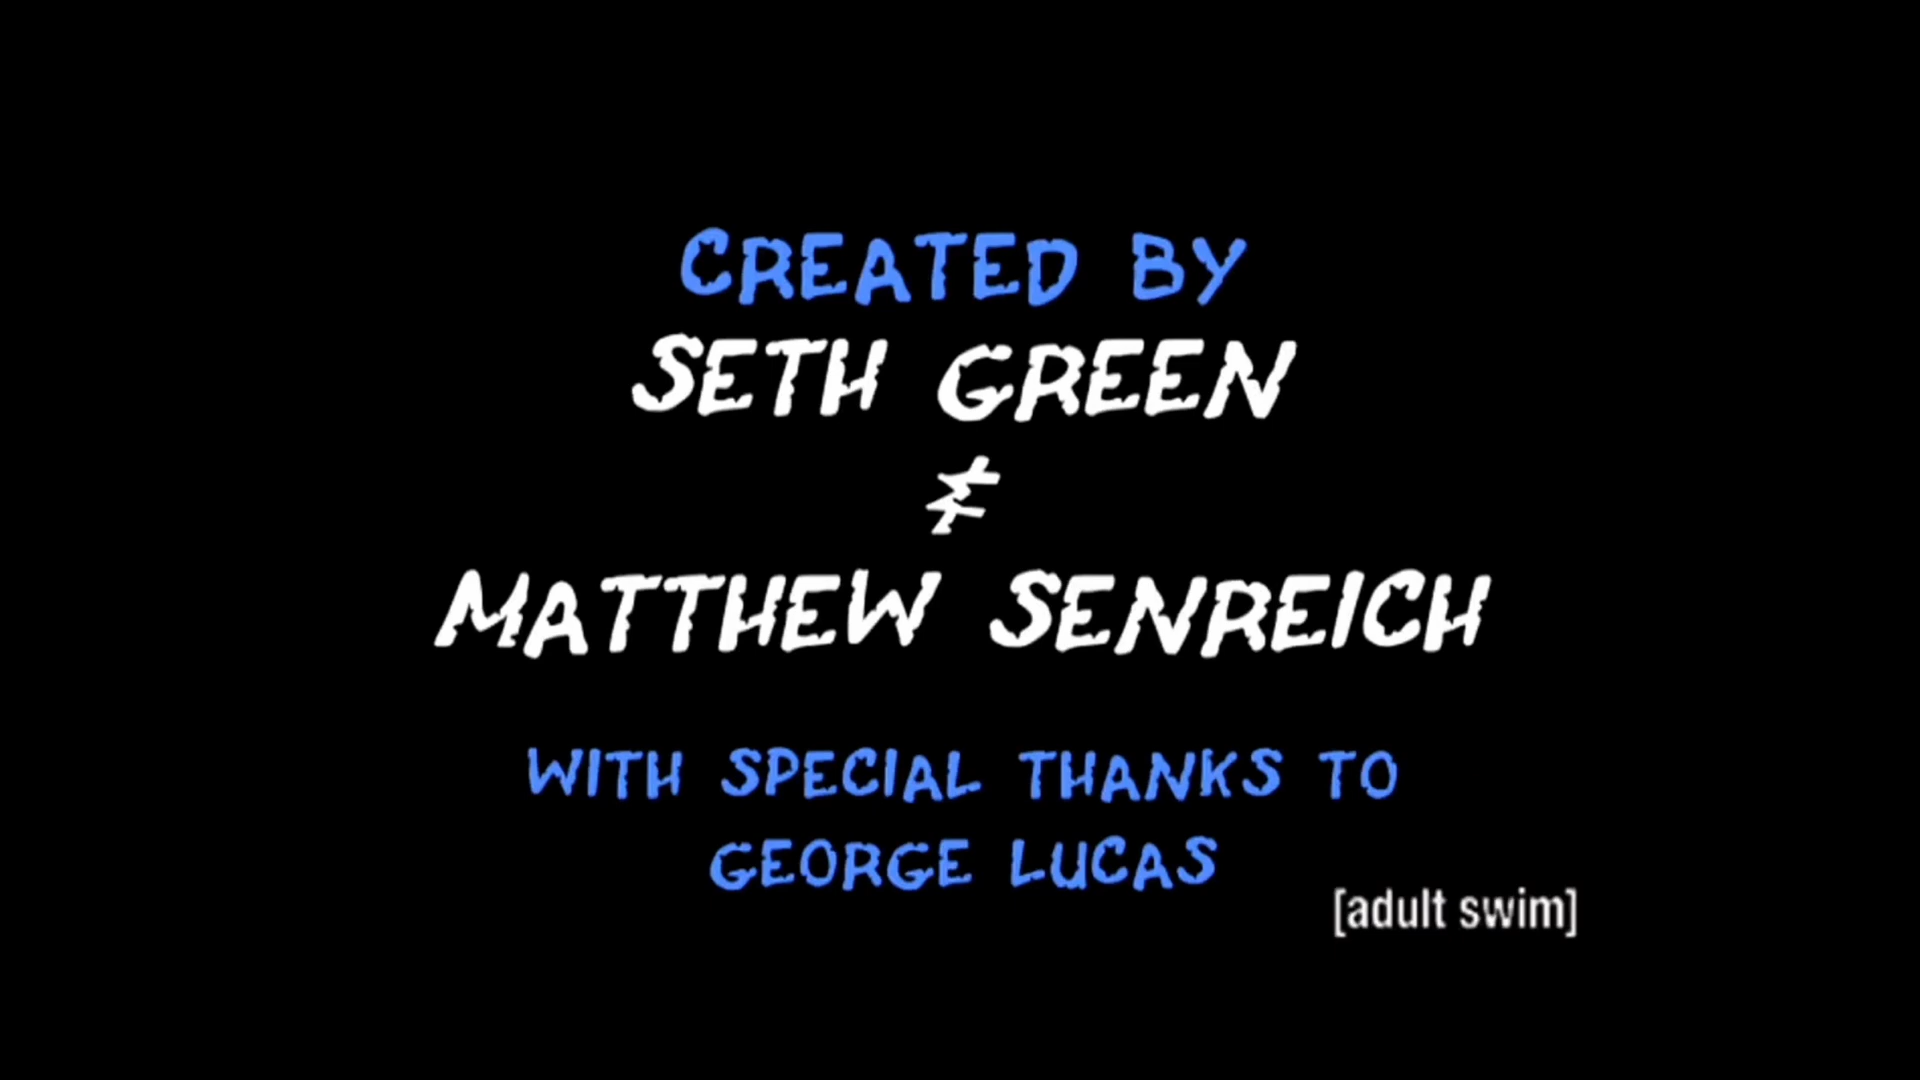 CREATED BY
SETH GREEN
&
MATTHEW SENREICH
WITH SPECIAL THANKS TO
GEORGE LUCAS
[adult swim]